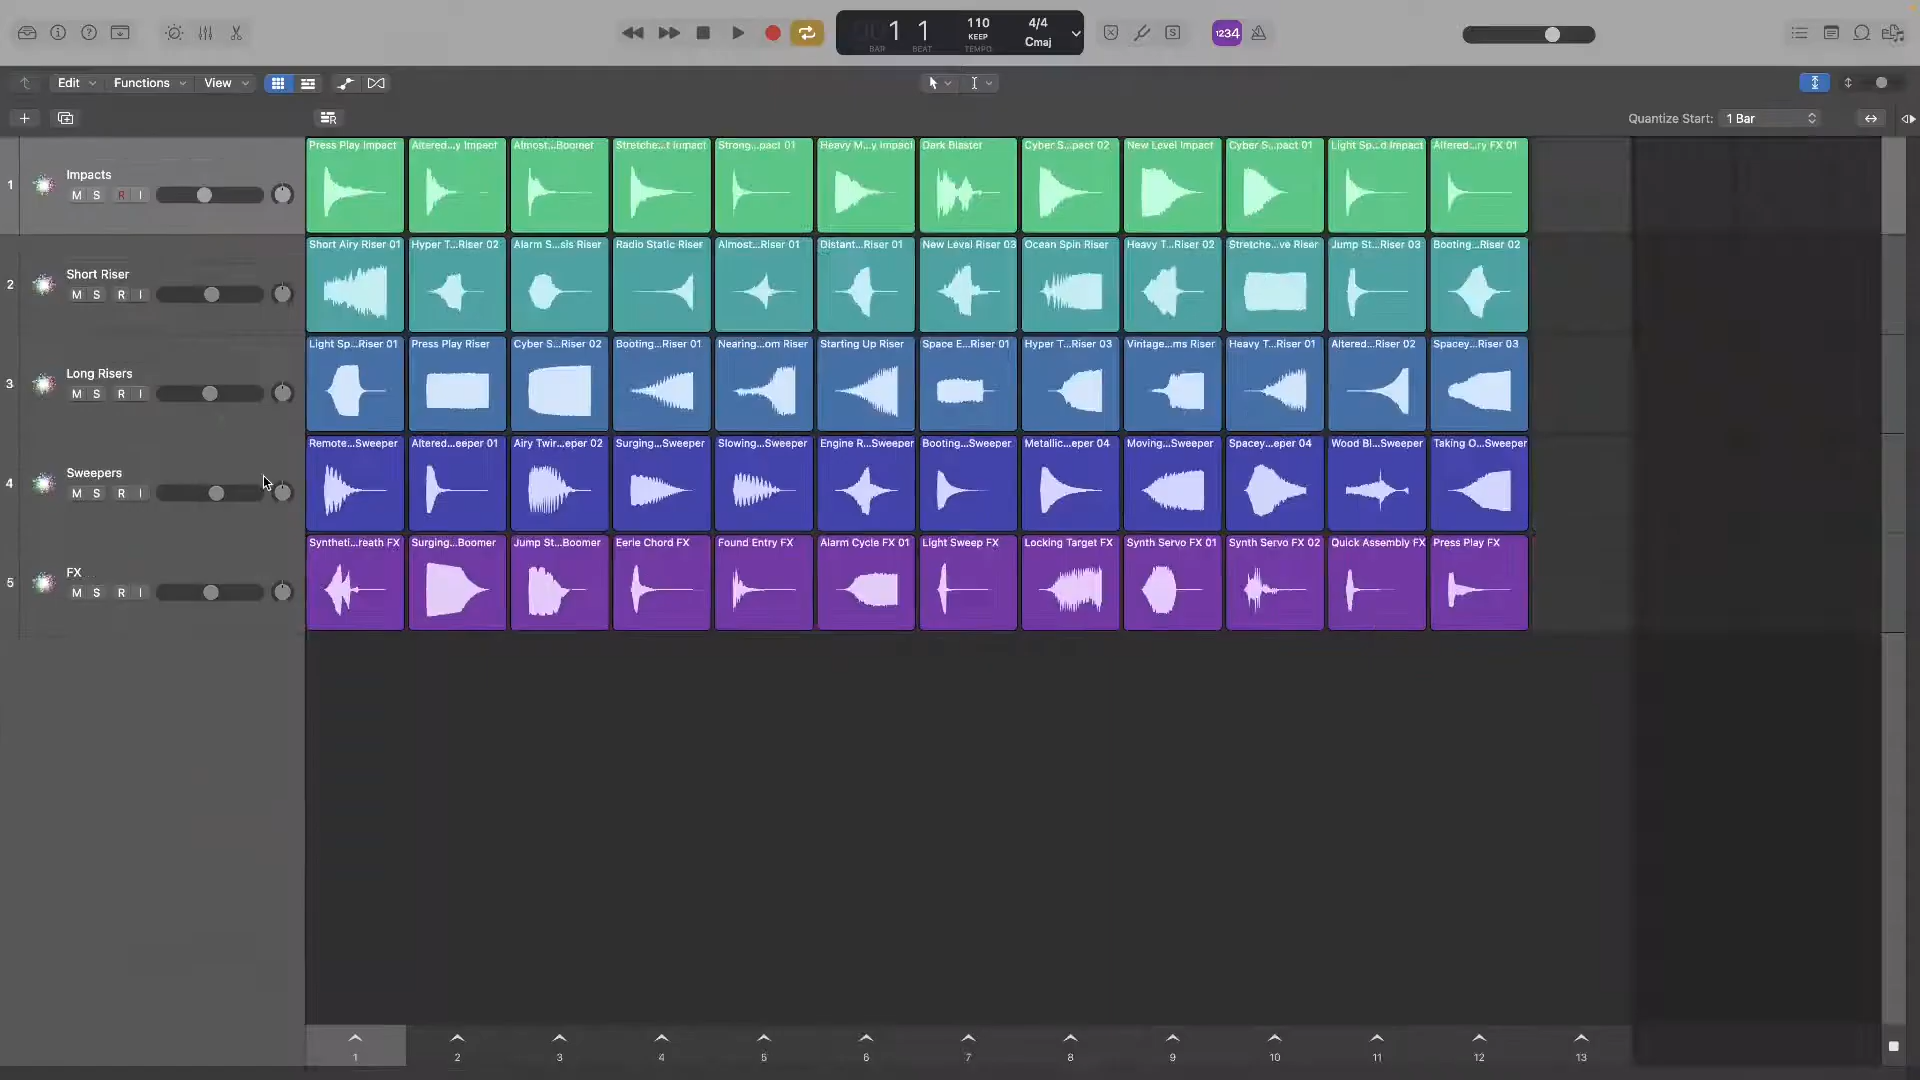 1 1 110 4/4
KEEP Cmaj
BAR BEAT TEMPO
S 1234
Edit Functions View
Quantize Start: 1 Bar
Press Play Impact Altered...y Impact Almost...Boomer Stretche...t Impact Strong...pact 01 Heavy M...y Impact Dark Blaster Cyber S...pact 02 New Level Impact Cyber S...pact 01 Light Sp...d Impact Altered...ry FX 01
1 Impacts
M S R I
Short Airy Riser 01 Hyper T...Riser 02 Alarm S...sis Riser Radio Static Riser Almost...Riser 01 Distant...Riser 01 New Level Riser 03 Ocean Spin Riser Heavy T...Riser 02 Stretche...ve Riser Jump St...Riser 03 Booting...Riser 02
2 Short Riser
M S R I
Light Sp...Riser 01 Press Play Riser Cyber S...Riser 02 Booting...Riser 01 Nearing...om Riser Starting Up Riser Space E...Riser 01 Hyper T...Riser 03 Vintage...ms Riser Heavy T...Riser 01 Altered...Riser 02 Spacey...Riser 03
3 Long Risers
M S R I
Remote...Sweeper Altered...eeper 01 Airy Twir...eper 02 Surging...Sweeper Slowing...Sweeper Engine R...Sweeper Booting...Sweeper Metallic...eper 04 Moving...Sweeper Spacey...eper 04 Wood Bl...Sweeper Taking O...Sweeper
4 Sweepers
M S R I
Syntheti...reath FX Surging...Boomer Jump St...Boomer Eerie Chord FX Found Entry FX Alarm Cycle FX 01 Light Sweep FX Locking Target FX Synth Servo FX 01 Synth Servo FX 02 Quick Assembly FX Press Play FX
5 FX
M S R I
1 2 3 4 5 6 7 8 9 10 11 12 13